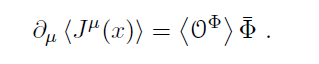 ∂_μ ⟨J^μ(x)⟩ = ⟨𝒪^Φ⟩ Φ̄ .